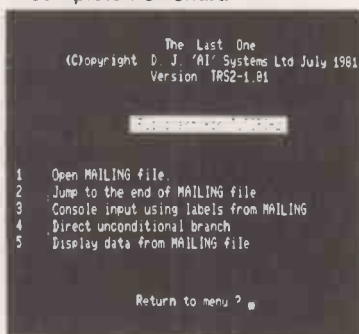 The Last One
(C)opyright D. J. 'AI' Systems Ltd July 1981
Version TRS2-1.01
1 Open MAILING file.
2 Jump to the end of MAILING file
3 Console input using labels from MAILING
4 Direct unconditional branch
5 Display data from MAILING file
Return to menu ?